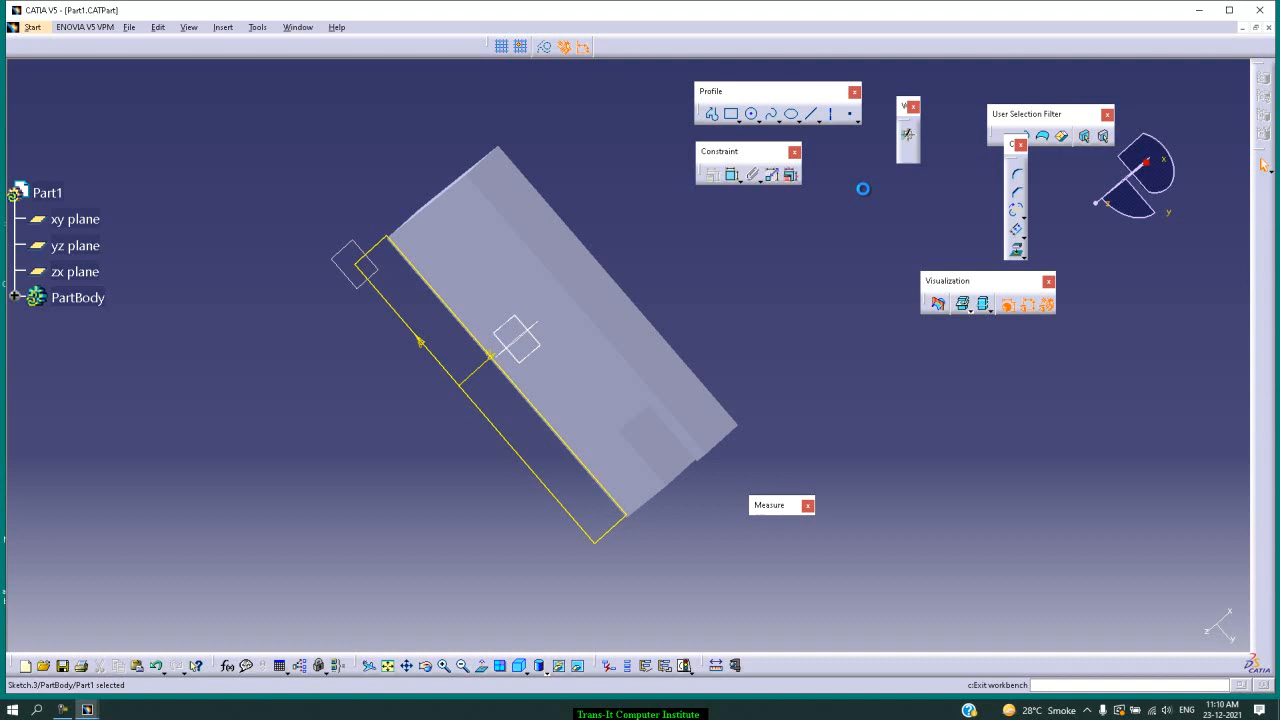 CATIA V5 - [Part1.CATPart]
Start ENOVIA V5 VPM File Edit View Insert Tools Window Help
Profile
Constraint
User Selection Filter
Visualization
Measure
Part1
xy plane
yz plane
zx plane
PartBody
x
y
z
x
y
z
f(x)
CATIA
Sketch.3/PartBody/Part1 selected
c:Exit workbench
28°C Smoke
ENG
11:10 AM
23-12-2021
Trans-It Computer Institute